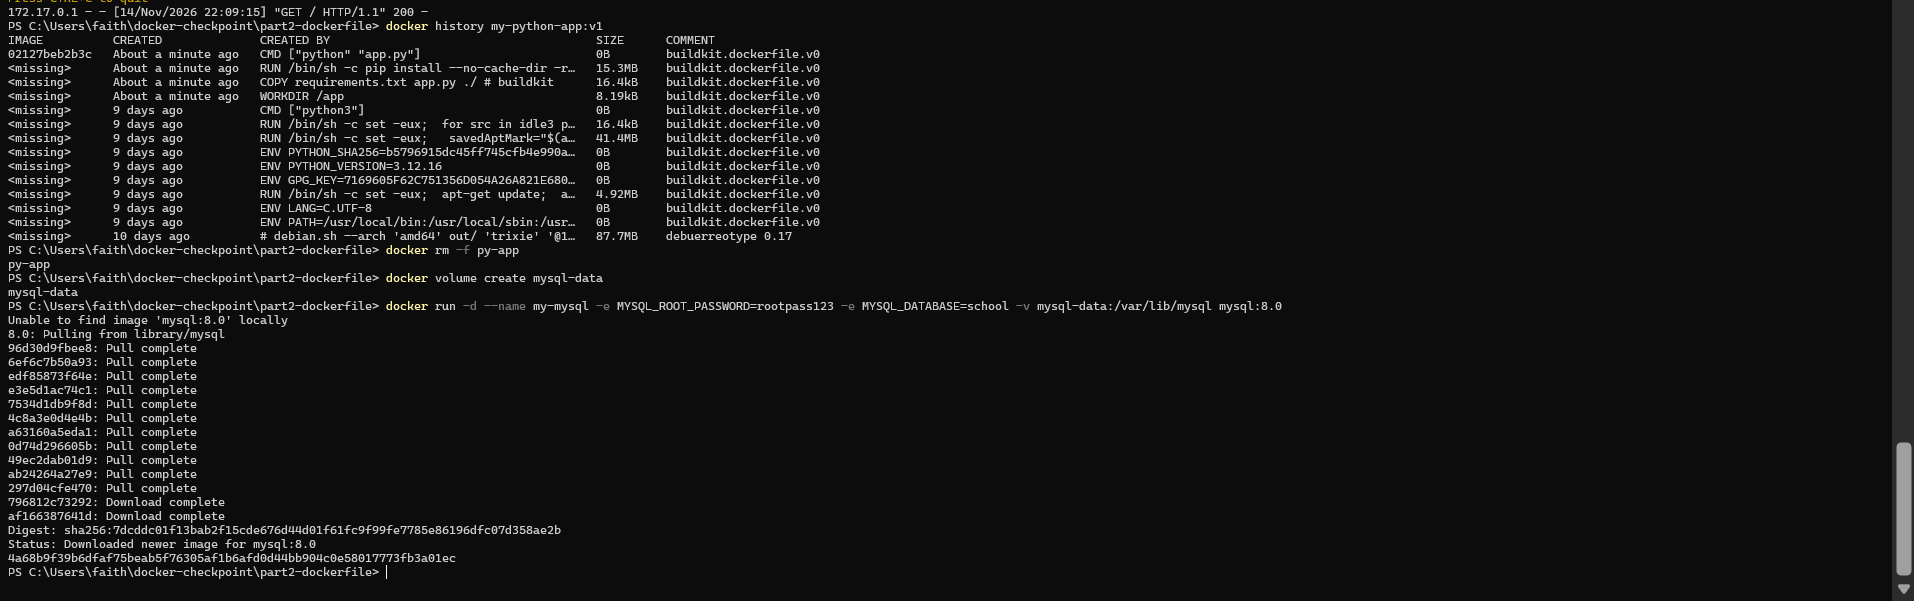 172.17.0.1 - - [14/Nov/2026 22:09:15] "GET / HTTP/1.1" 200 -
PS C:\Users\faith\docker-checkpoint\part2-dockerfile> docker history my-python-app:v1
IMAGE          CREATED              CREATED BY                                      SIZE      COMMENT
02127beb2b3c   About a minute ago   CMD ["python" "app.py"]                         0B        buildkit.dockerfile.v0
<missing>      About a minute ago   RUN /bin/sh -c pip install --no-cache-dir -r…   15.3MB    buildkit.dockerfile.v0
<missing>      About a minute ago   COPY requirements.txt app.py ./ # buildkit      16.4kB    buildkit.dockerfile.v0
<missing>      About a minute ago   WORKDIR /app                                    8.19kB    buildkit.dockerfile.v0
<missing>      9 days ago           CMD ["python3"]                                 0B        buildkit.dockerfile.v0
<missing>      9 days ago           RUN /bin/sh -c set -eux;  for src in idle3 p…   16.4kB    buildkit.dockerfile.v0
<missing>      9 days ago           RUN /bin/sh -c set -eux;   savedAptMark="$(a…   41.4MB    buildkit.dockerfile.v0
<missing>      9 days ago           ENV PYTHON_SHA256=b5796915dc45ff745cfb4e990a…   0B        buildkit.dockerfile.v0
<missing>      9 days ago           ENV PYTHON_VERSION=3.12.16                      0B        buildkit.dockerfile.v0
<missing>      9 days ago           ENV GPG_KEY=7169605F62C751356D054A26A821E680…   0B        buildkit.dockerfile.v0
<missing>      9 days ago           RUN /bin/sh -c set -eux;  apt-get update;  a…   4.92MB    buildkit.dockerfile.v0
<missing>      9 days ago           ENV LANG=C.UTF-8                                0B        buildkit.dockerfile.v0
<missing>      9 days ago           ENV PATH=/usr/local/bin:/usr/local/sbin:/usr…   0B        buildkit.dockerfile.v0
<missing>      10 days ago          # debian.sh --arch 'amd64' out/ 'trixie' '@1…   87.7MB    debuerreotype 0.17
PS C:\Users\faith\docker-checkpoint\part2-dockerfile> docker rm -f py-app
py-app
PS C:\Users\faith\docker-checkpoint\part2-dockerfile> docker volume create mysql-data
mysql-data
PS C:\Users\faith\docker-checkpoint\part2-dockerfile> docker run -d --name my-mysql -e MYSQL_ROOT_PASSWORD=rootpass123 -e MYSQL_DATABASE=school -v mysql-data:/var/lib/mysql mysql:8.0
Unable to find image 'mysql:8.0' locally
8.0: Pulling from library/mysql
96d30d9fbee8: Pull complete
6ef6c7b50a93: Pull complete
edf85873f64e: Pull complete
e3e5d1ac74c1: Pull complete
7534d1db9f8d: Pull complete
4c8a3e0d4e4b: Pull complete
a63160a5eda1: Pull complete
0d74d296605b: Pull complete
49ec2dab01d9: Pull complete
ab24264a27e9: Pull complete
297d04cfe470: Pull complete
796812c73292: Download complete
af166387641d: Download complete
Digest: sha256:7dcddc01f13bab2f15cde676d44d01f61fc9f99fe7785e86196dfc07d358ae2b
Status: Downloaded newer image for mysql:8.0
4a68b9f39b6dfaf75beab5f76305af1b6afd0d44bb904c0e58017773fb3a01ec
PS C:\Users\faith\docker-checkpoint\part2-dockerfile>